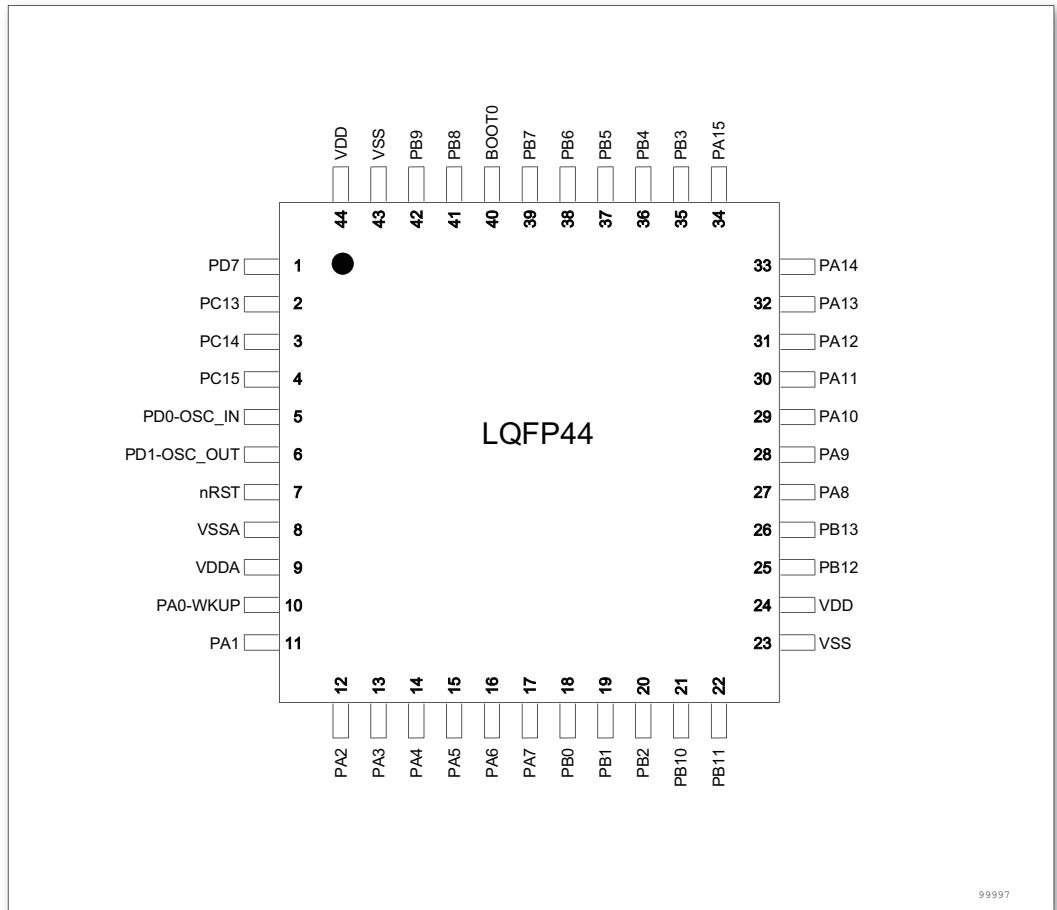 VDD
VSS
PB9
PB8
BOOT0
PB7
PB6
PB5
PB4
PB3
PA15
44
43
42
41
40
39
38
37
36
35
34
PD7 1
PC13 2
PC14 3
PC15 4
PD0-OSC_IN 5
PD1-OSC_OUT 6
nRST 7
VSSA 8
VDDA 9
PA0-WKUP 10
PA1 11
LQFP44
33 PA14
32 PA13
31 PA12
30 PA11
29 PA10
28 PA9
27 PA8
26 PB13
25 PB12
24 VDD
23 VSS
12
13
14
15
16
17
18
19
20
21
22
PA2
PA3
PA4
PA5
PA6
PA7
PB0
PB1
PB2
PB10
PB11
99997